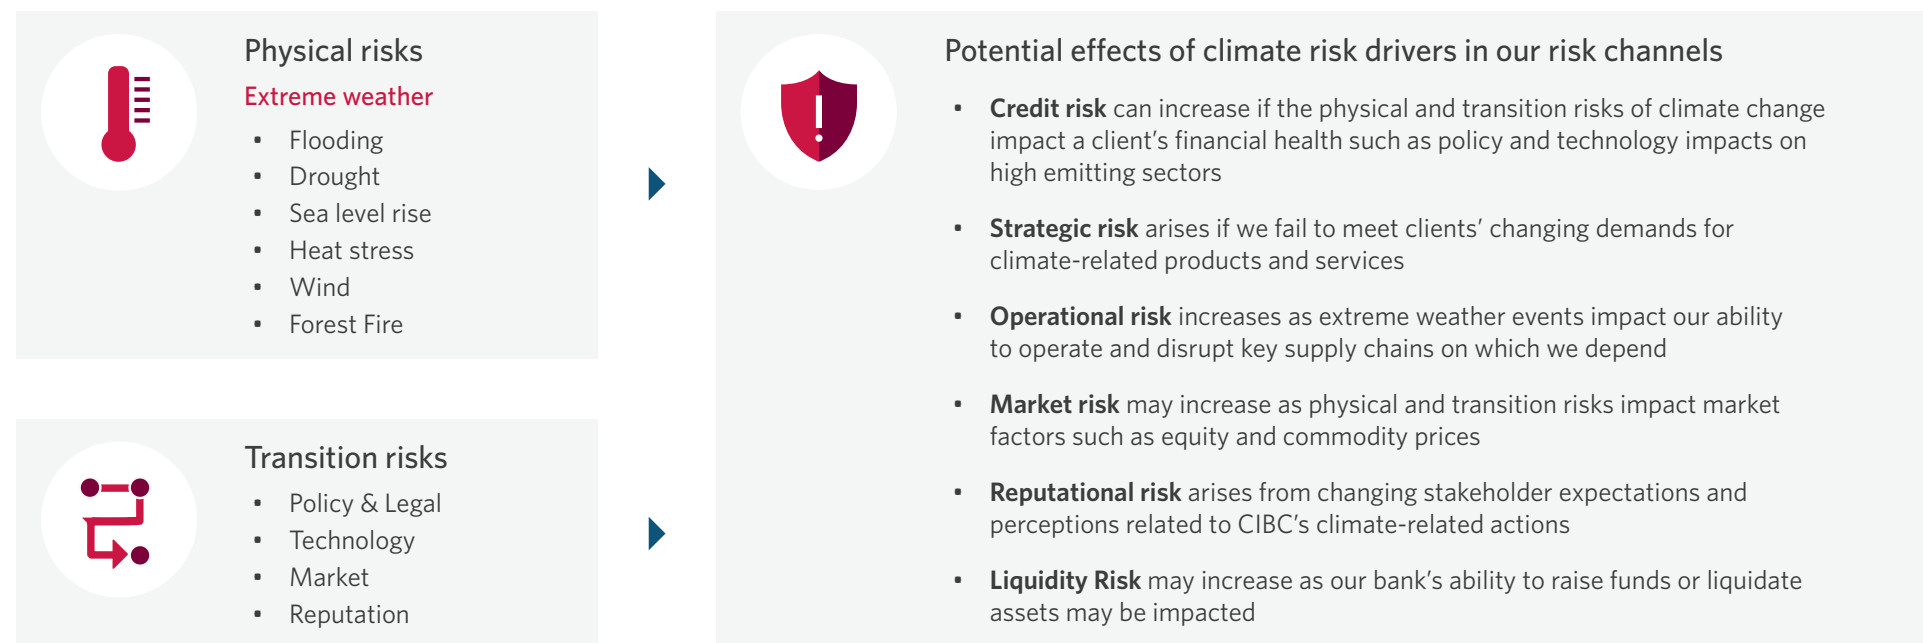 Physical risks
Extreme weather
• Flooding
• Drought
• Sea level rise
• Heat stress
• Wind
• Forest Fire
Transition risks
• Policy & Legal
• Technology
• Market
• Reputation
Potential effects of climate risk drivers in our risk channels
• Credit risk can increase if the physical and transition risks of climate change
impact a client’s financial health such as policy and technology impacts on
high emitting sectors
• Strategic risk arises if we fail to meet clients’ changing demands for
climate-related products and services
• Operational risk increases as extreme weather events impact our ability
to operate and disrupt key supply chains on which we depend
• Market risk may increase as physical and transition risks impact market
factors such as equity and commodity prices
• Reputational risk arises from changing stakeholder expectations and
perceptions related to CIBC’s climate-related actions
• Liquidity Risk may increase as our bank’s ability to raise funds or liquidate
assets may be impacted